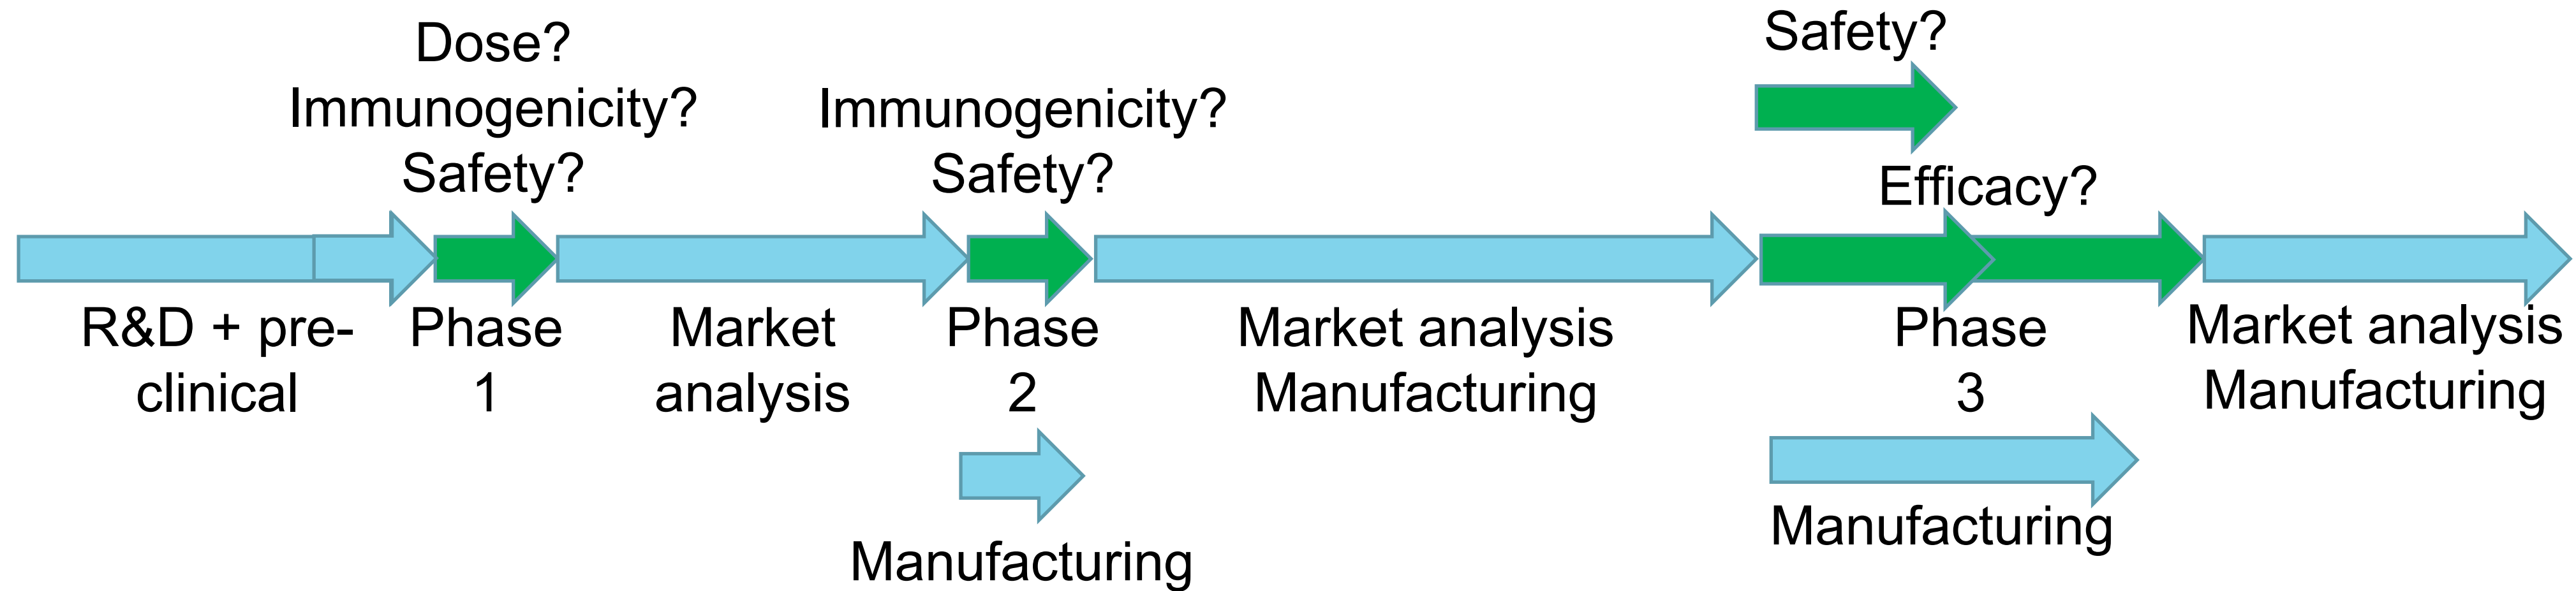 Dose?
Immunogenicity?
Safety?
Immunogenicity?
Safety?
Safety?
Efficacy?
R&D + pre-
clinical
Phase
1
Market
analysis
Phase
2
Manufacturing
Market analysis
Manufacturing
Phase
3
Manufacturing
Market analysis
Manufacturing